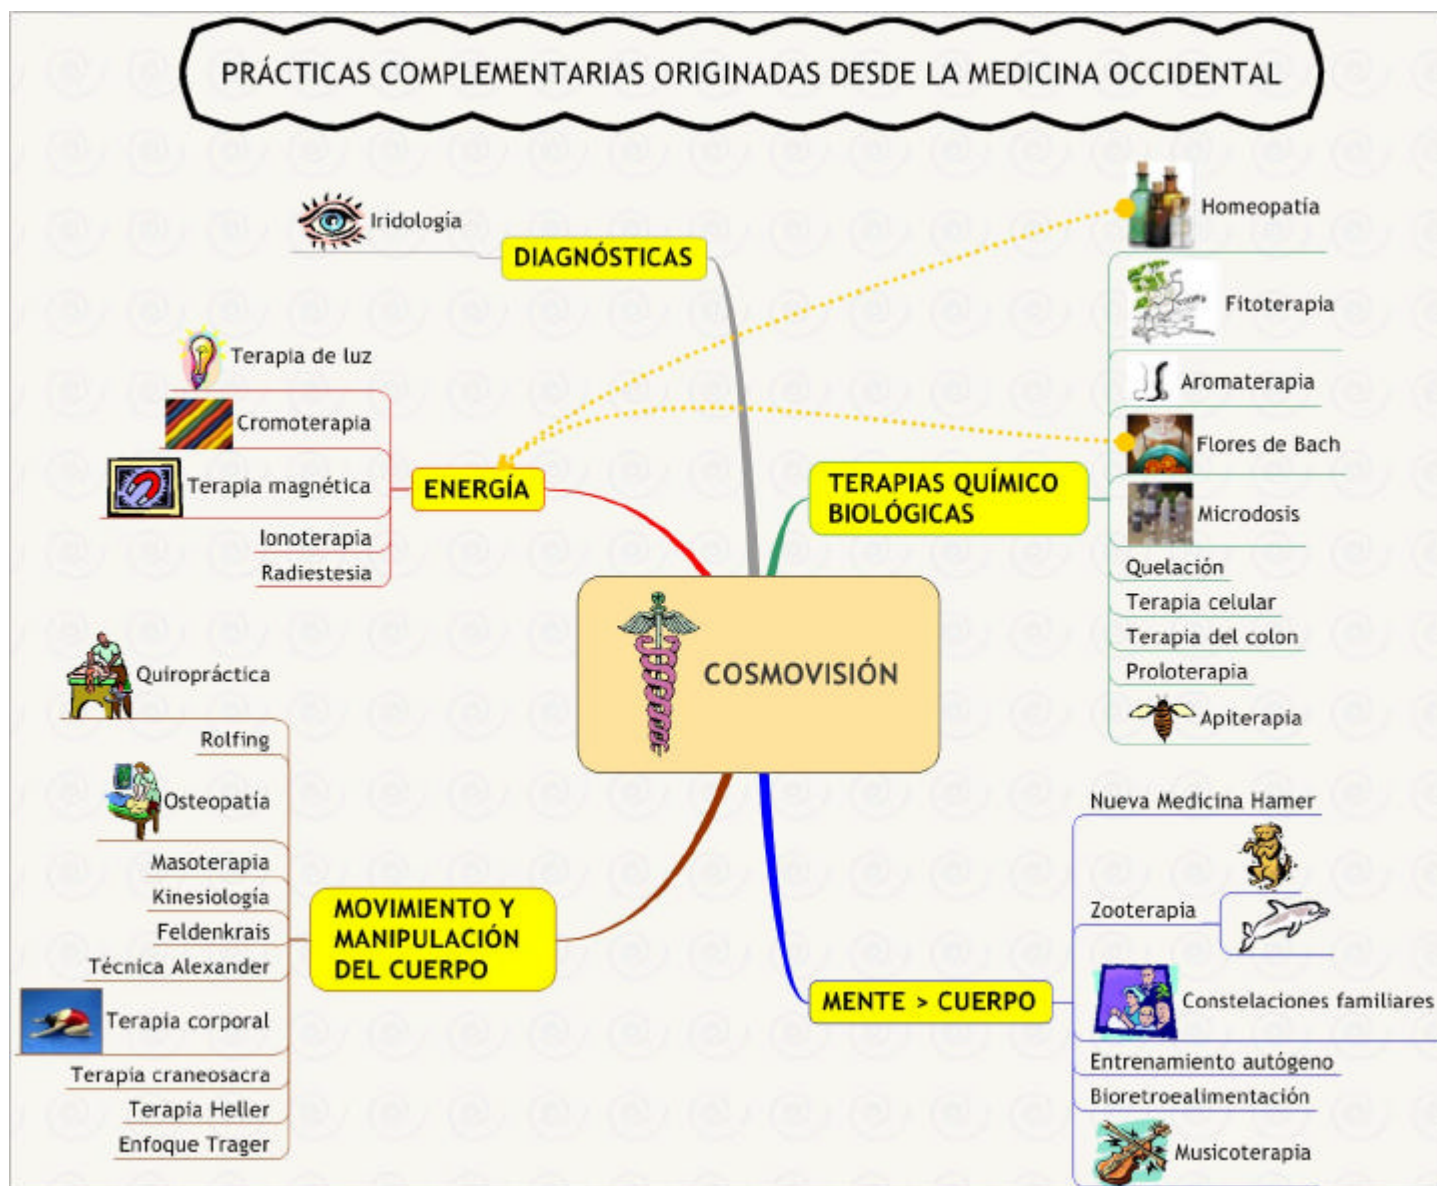 PRÁCTICAS COMPLEMENTARIAS ORIGINADAS DESDE LA MEDICINA OCCIDENTAL
Iridología
DIAGNÓSTICAS
Terapia de luz
Cromoterapia
Terapia magnética
Ionoterapia
Radiestesia
ENERGÍA
Homeopatía
Fitoterapia
Aromaterapia
Flores de Bach
Microdosis
Quelación
Terapia celular
Terapia del colon
Proloterapia
Apiterapia
TERAPIAS QUÍMICO
BIOLÓGICAS
COSMOVISIÓN
Quiropráctica
Rolfing
Osteopatía
Masoterapia
Kinesiología
Feldenkrais
Técnica Alexander
Terapia corporal
Terapia craneosacra
Terapia Heller
Enfoque Trager
MOVIMIENTO Y
MANIPULACIÓN
DEL CUERPO
MENTE > CUERPO
Nueva Medicina Hamer
Zooterapia
Constelaciones familiares
Entrenamiento autógeno
Bioretroealimentación
Musicoterapia